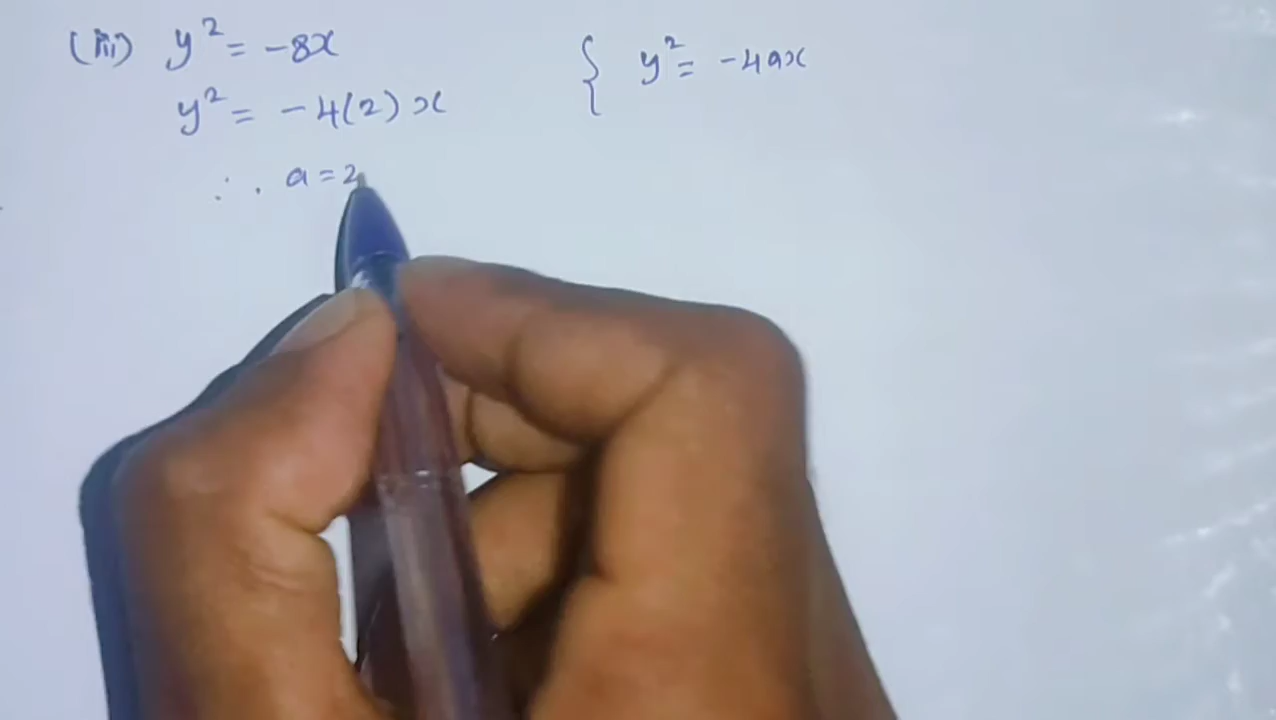 (iii) y² = -8x { y² = -4ax
y² = -4(2)x
∴ a = 2